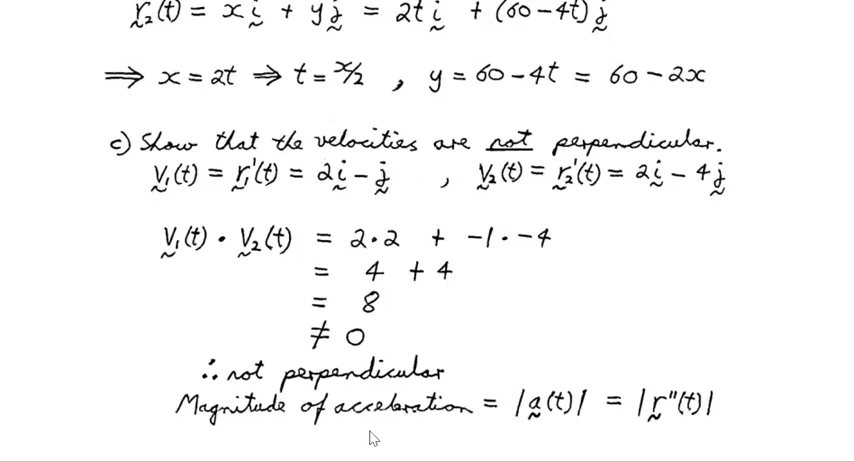 r₂(t) = x i + y j = 2t i + (60 - 4t) j
⟹ x = 2t ⇒ t = x/2 , y = 60 - 4t = 60 - 2x
c) Show that the velocities are not perpendicular.
V₁(t) = r₁'(t) = 2i - j , V₂(t) = r₂'(t) = 2i - 4j
V₁(t) · V₂(t) = 2·2 + -1·-4
= 4 + 4
= 8
≠ 0
∴ not perpendicular
Magnitude of acceleration = |a(t)| = |r"(t)|